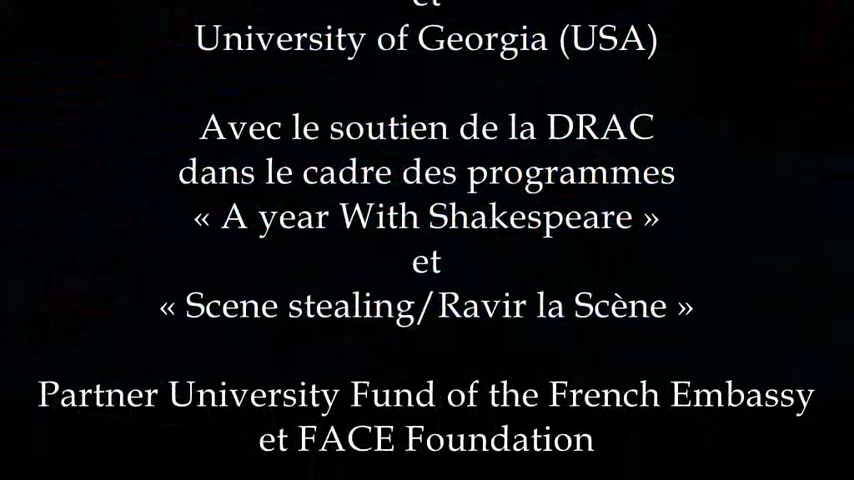 et
University of Georgia (USA)
Avec le soutien de la DRAC
dans le cadre des programmes
« A year With Shakespeare »
et
« Scene stealing/Ravir la Scène »
Partner University Fund of the French Embassy
et FACE Foundation